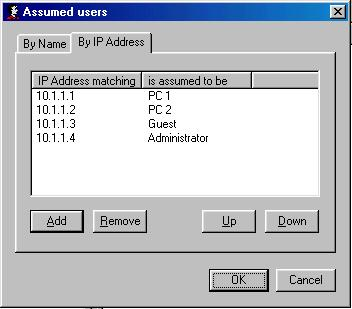 Assumed users
By Name By IP Address
IP Address matching is assumed to be
10.1.1.1 PC 1
10.1.1.2 PC 2
10.1.1.3 Guest
10.1.1.4 Administrator
Add Remove Up Down
OK Cancel